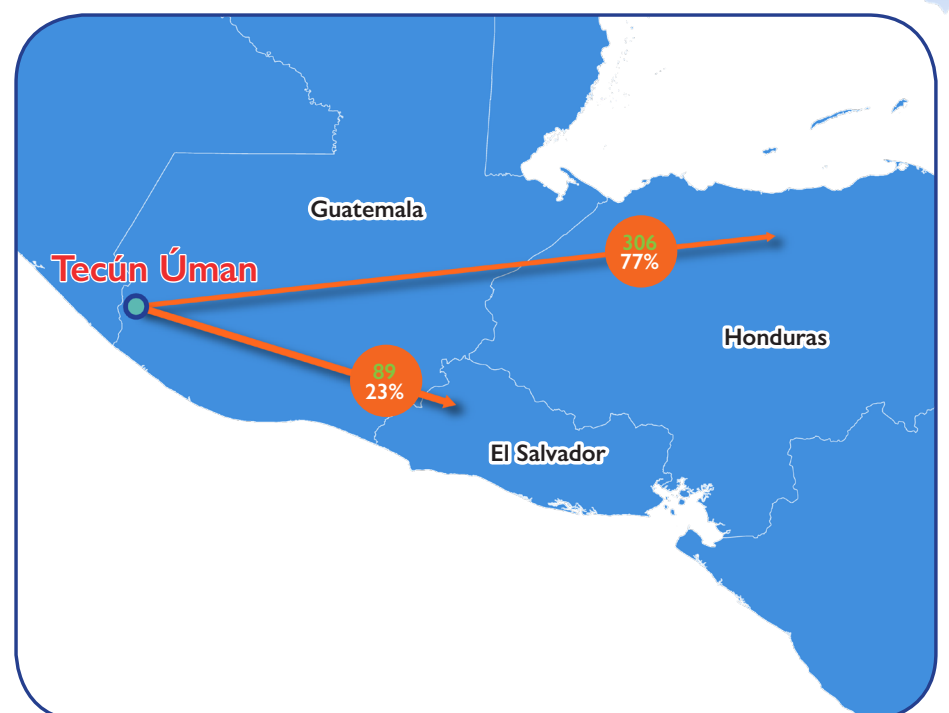 Guatemala
306
77%
Tecún Úman
Honduras
89
23%
El Salvador